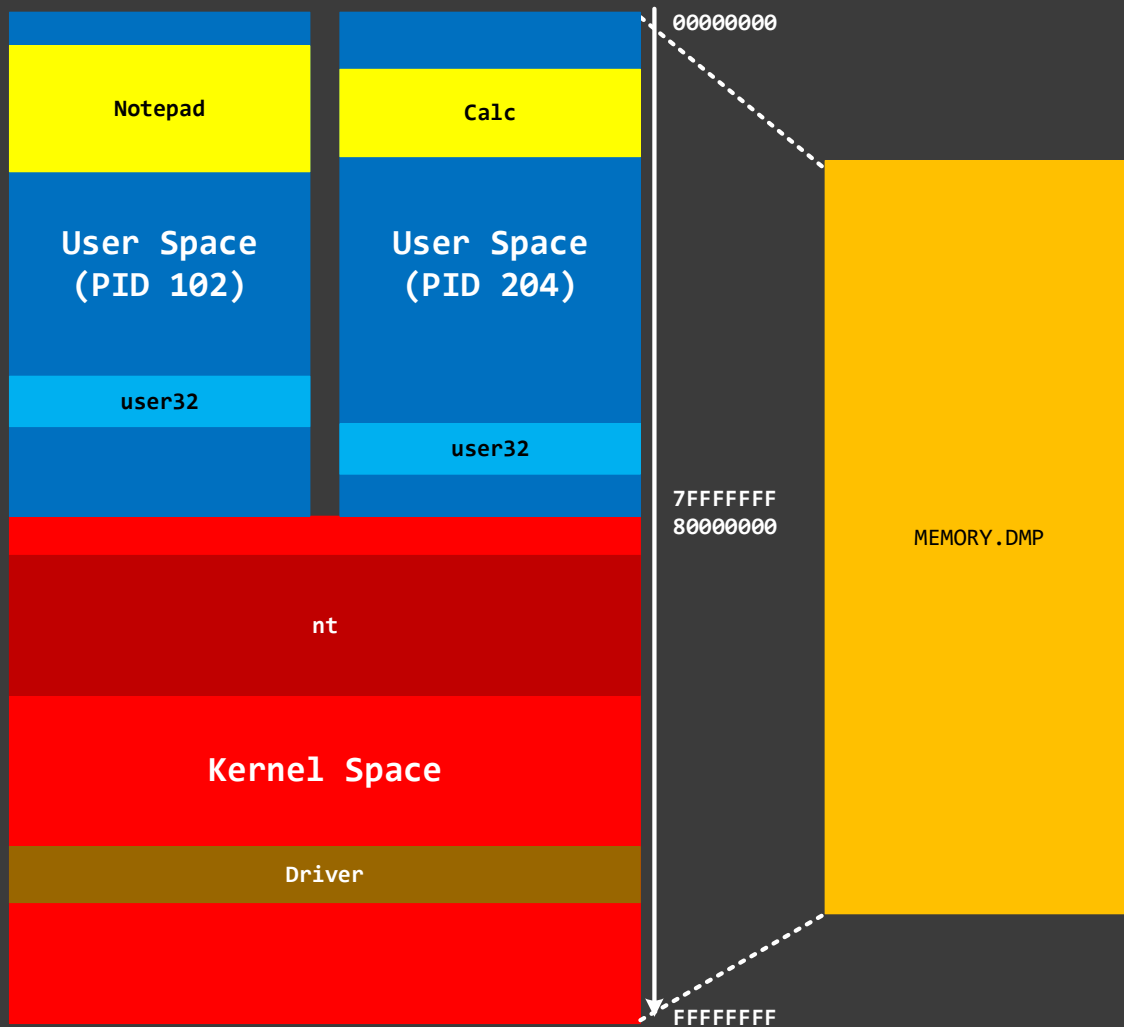 00000000
Notepad
Calc
User Space
(PID 102)
User Space
(PID 204)
user32
user32
7FFFFFFF
80000000
MEMORY.DMP
nt
Kernel Space
Driver
FFFFFFFF